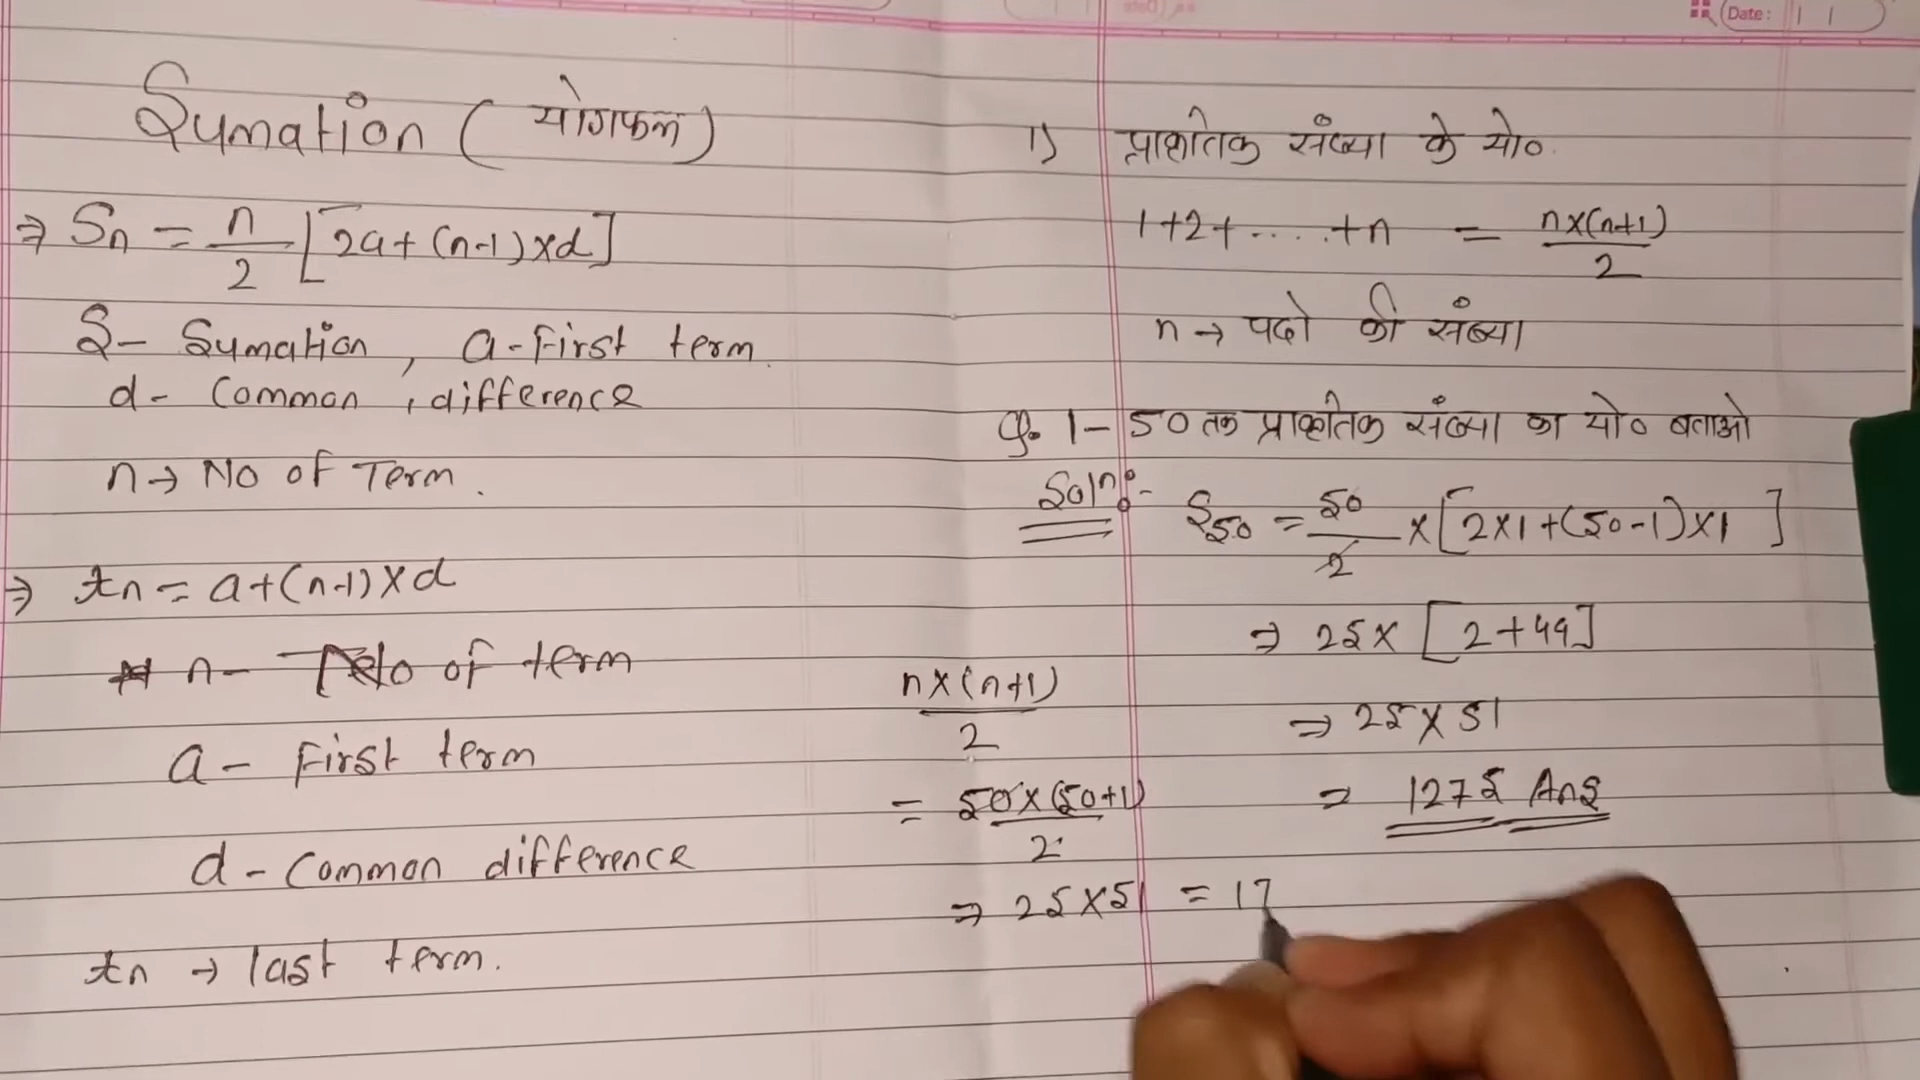 Date:
Sumation (योगफल)
⇒ Sn = n/2 [2a+(n-1)×d]
S- Sumation, a-First term.
d- Common, difference
n→ No of Term.
⇒ tn = a+(n-1)×d
n- No of term
a- First term
d- Common difference
tn → last term.
1) प्राकृतिक संख्या के यो०
1+2+.....+n = n×(n+1)/2
n→ पदो की संख्या
Q. 1-50 तक प्राकृतिक संख्या का यो० बताओ
Soln:- S50 = 50/2 × [2×1+(50-1)×1]
⇒ 25× [2+49]
⇒ 25×51
= 1275 Ans
n×(n+1)/2
= 50×(50+1)/2
⇒ 25×51 = 17